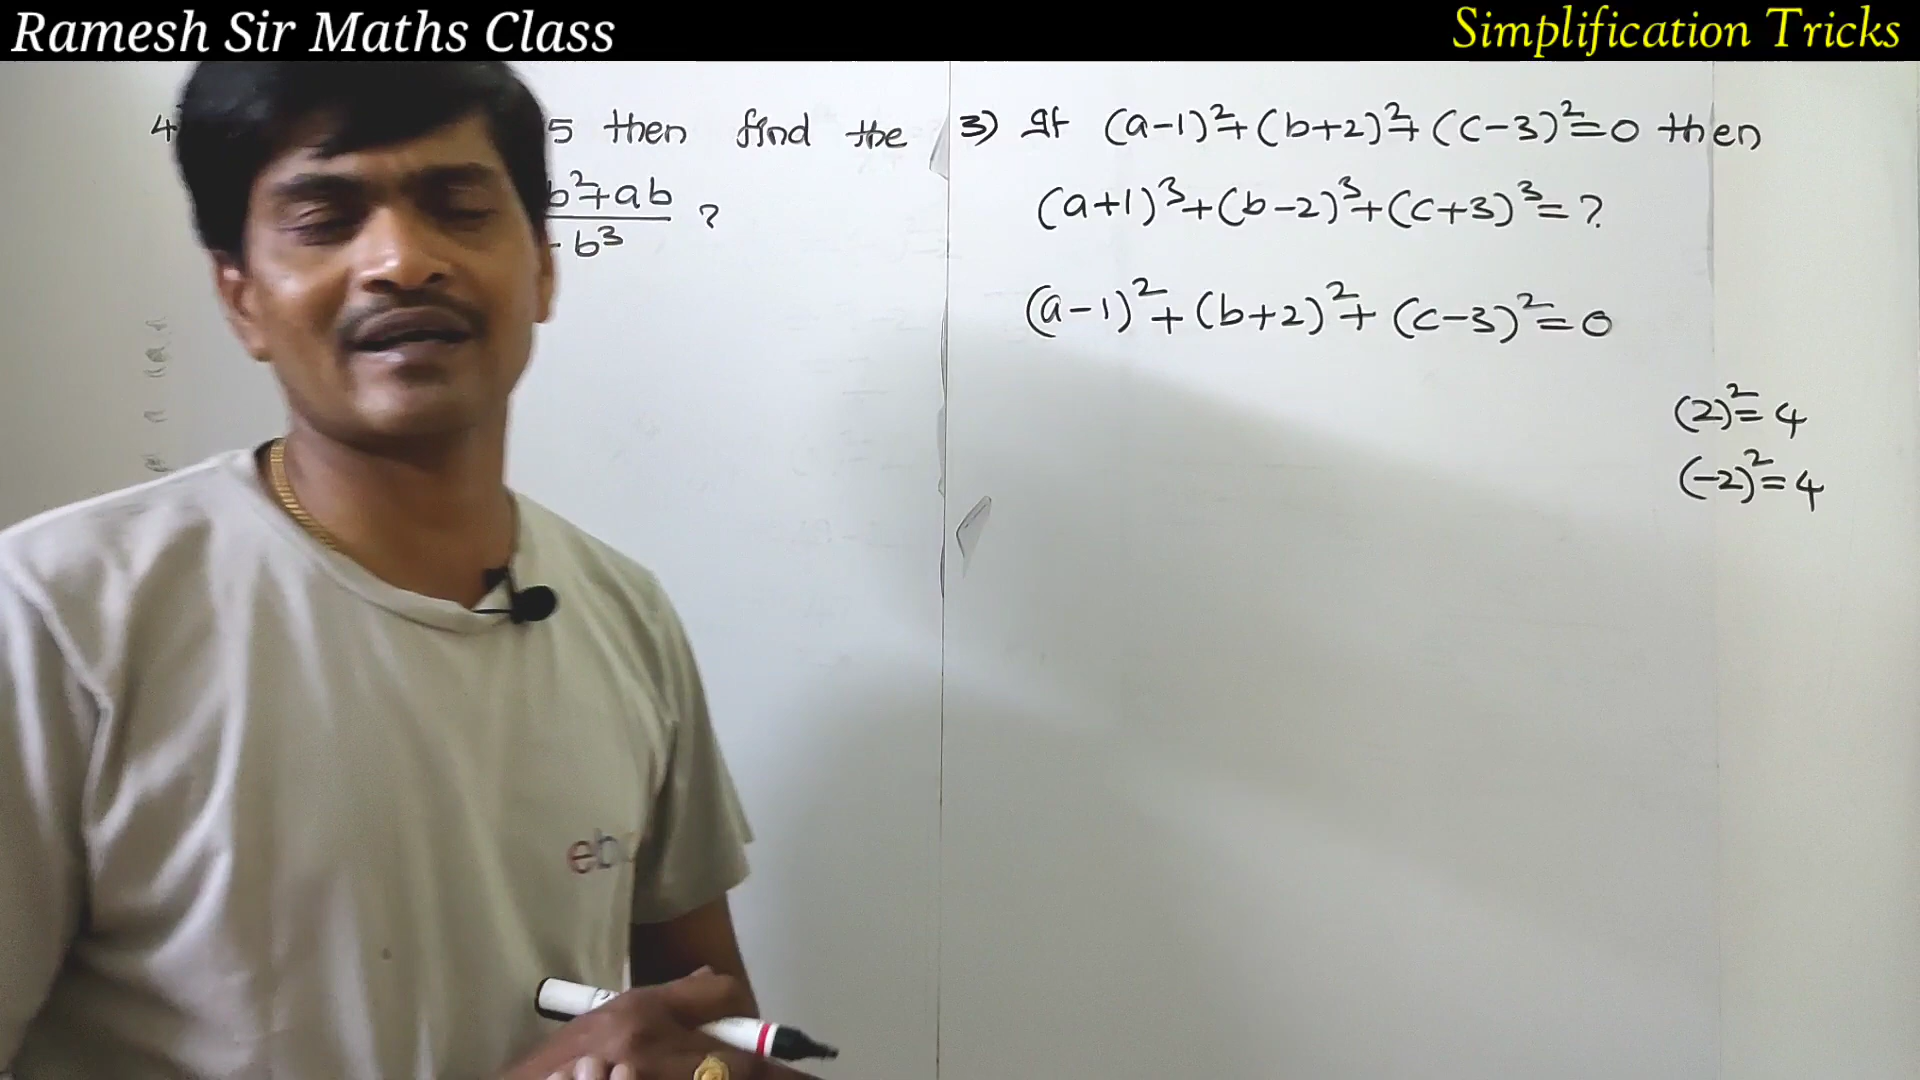 Ramesh Sir Maths Class
Simplification Tricks
4
5 then find the
b²+ab
- b³
?
3) If (a-1)²+(b+2)²+(c-3)²=0 then
(a+1)³+(b-2)³+(c+3)³=?
(a-1)²+(b+2)²+(c-3)²=0
(2)²=4
(-2)²=4
eb